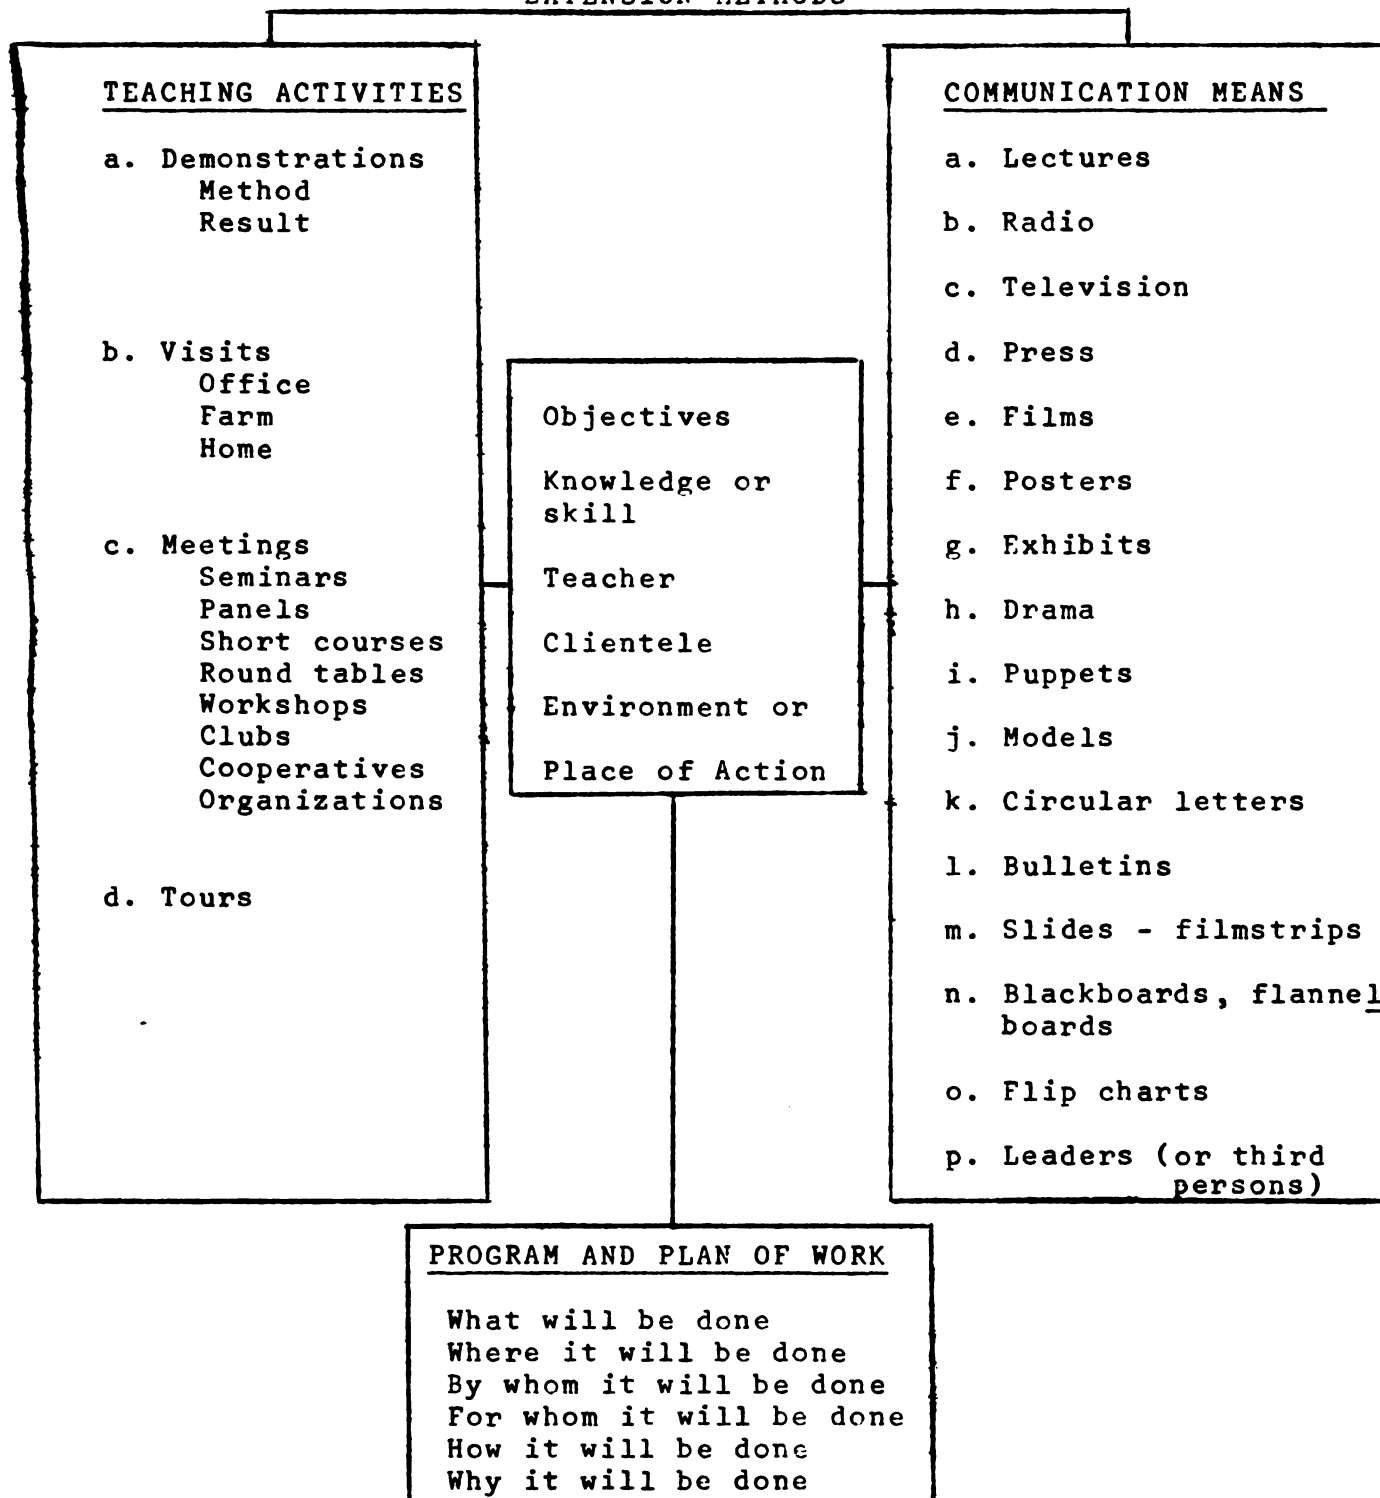 EXTENSION METHODS
TEACHING ACTIVITIES
a. Demonstrations
Method
Result
b. Visits
Office
Farm
Home
c. Meetings
Seminars
Panels
Short courses
Round tables
Workshops
Clubs
Cooperatives
Organizations
d. Tours
Objectives
Knowledge or
skill
Teacher
Clientele
Environment or
Place of Action
COMMUNICATION MEANS
a. Lectures
b. Radio
c. Television
d. Press
e. Films
f. Posters
g. Exhibits
h. Drama
i. Puppets
j. Models
k. Circular letters
l. Bulletins
m. Slides - filmstrips
n. Blackboards, flannel
boards
o. Flip charts
p. Leaders (or third
persons)
PROGRAM AND PLAN OF WORK
What will be done
Where it will be done
By whom it will be done
For whom it will be done
How it will be done
Why it will be done